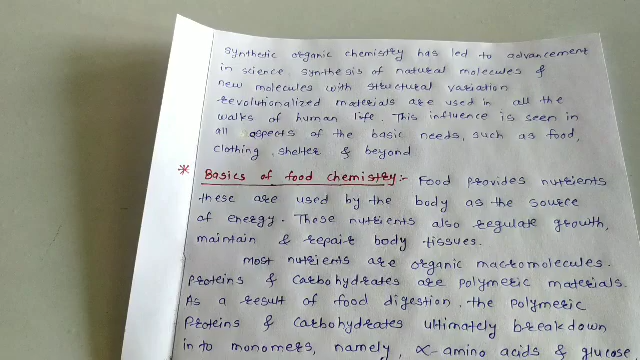 synthetic organic chemistry has led to advancement
in science. synthesis of natural molecules &
new molecules with structural variation
revolutionalized materials are used in all the
walks of human life. This influence is seen in
all aspects of the basic needs, such as food,
clothing, shelter & beyond
* Basics of food chemistry:- Food provides nutrients
these are used by the body as the source
of energy. These nutrients also regulate growth,
maintain & repair body tissues.
Most nutrients are organic macromolecules.
Proteins & Carbohydrates are polymeric materials.
As a result of food digestion, the polymeric
Proteins & Carbohydrates ultimately breakdown
into monomers, namely, α-amino acids & glucose